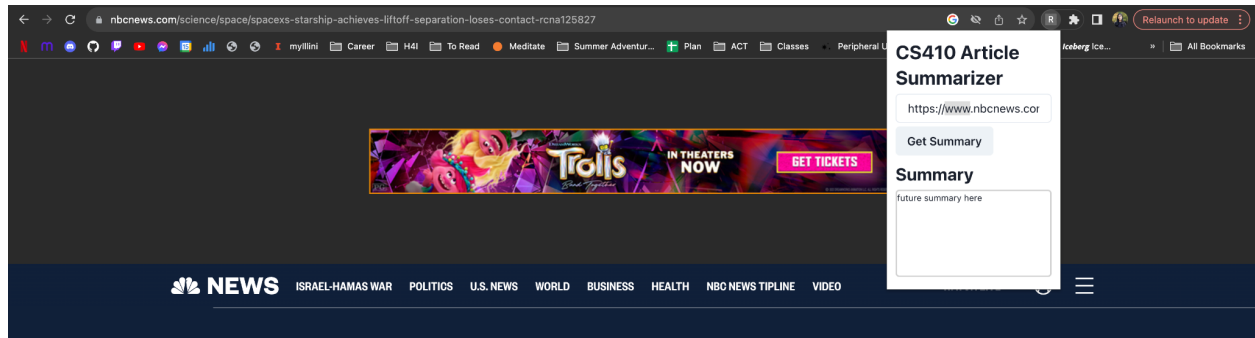 nbcnews.com/science/space/spacexs-starship-achieves-liftoff-separation-loses-contact-rcna125827
R
Relaunch to update
myIllini Career H4I To Read Meditate Summer Adventur... Plan ACT Classes Peripheral U
Iceberg Ice... » All Bookmarks
CS410 Article
Summarizer
https://www.nbcnews.cor
Get Summary
Summary
future summary here
Trolls
Band Together
IN THEATERS
NOW
GET TICKETS
NEWS
ISRAEL-HAMAS WAR POLITICS U.S. NEWS WORLD BUSINESS HEALTH NBC NEWS TIPLINE VIDEO